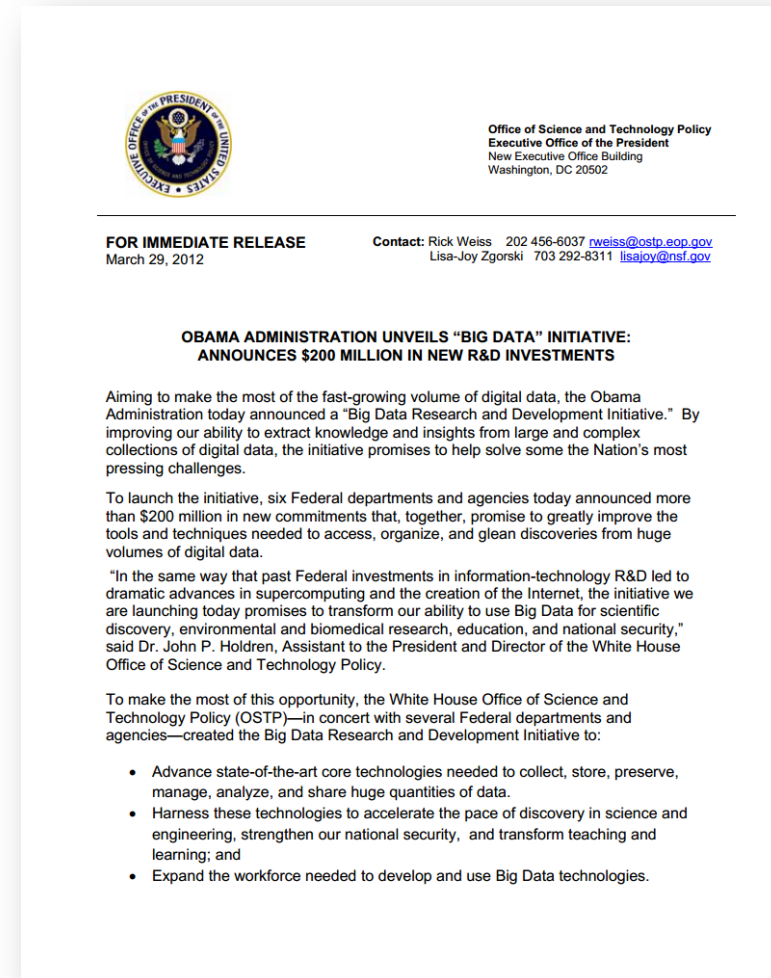 EXECUTIVE OFFICE OF THE PRESIDENT OF THE UNITED STATES
OFFICE OF SCIENCE AND TECHNOLOGY POLICY
Office of Science and Technology Policy
Executive Office of the President
New Executive Office Building
Washington, DC 20502
FOR IMMEDIATE RELEASE
March 29, 2012
Contact: Rick Weiss 202 456-6037 rweiss@ostp.eop.gov
Lisa-Joy Zgorski 703 292-8311 lisajoy@nsf.gov
OBAMA ADMINISTRATION UNVEILS “BIG DATA” INITIATIVE:
ANNOUNCES $200 MILLION IN NEW R&D INVESTMENTS
Aiming to make the most of the fast-growing volume of digital data, the Obama
Administration today announced a “Big Data Research and Development Initiative.” By
improving our ability to extract knowledge and insights from large and complex
collections of digital data, the initiative promises to help solve some the Nation’s most
pressing challenges.
To launch the initiative, six Federal departments and agencies today announced more
than $200 million in new commitments that, together, promise to greatly improve the
tools and techniques needed to access, organize, and glean discoveries from huge
volumes of digital data.
“In the same way that past Federal investments in information-technology R&D led to
dramatic advances in supercomputing and the creation of the Internet, the initiative we
are launching today promises to transform our ability to use Big Data for scientific
discovery, environmental and biomedical research, education, and national security,”
said Dr. John P. Holdren, Assistant to the President and Director of the White House
Office of Science and Technology Policy.
To make the most of this opportunity, the White House Office of Science and
Technology Policy (OSTP)—in concert with several Federal departments and
agencies—created the Big Data Research and Development Initiative to:
• Advance state-of-the-art core technologies needed to collect, store, preserve,
manage, analyze, and share huge quantities of data.
• Harness these technologies to accelerate the pace of discovery in science and
engineering, strengthen our national security, and transform teaching and
learning; and
• Expand the workforce needed to develop and use Big Data technologies.